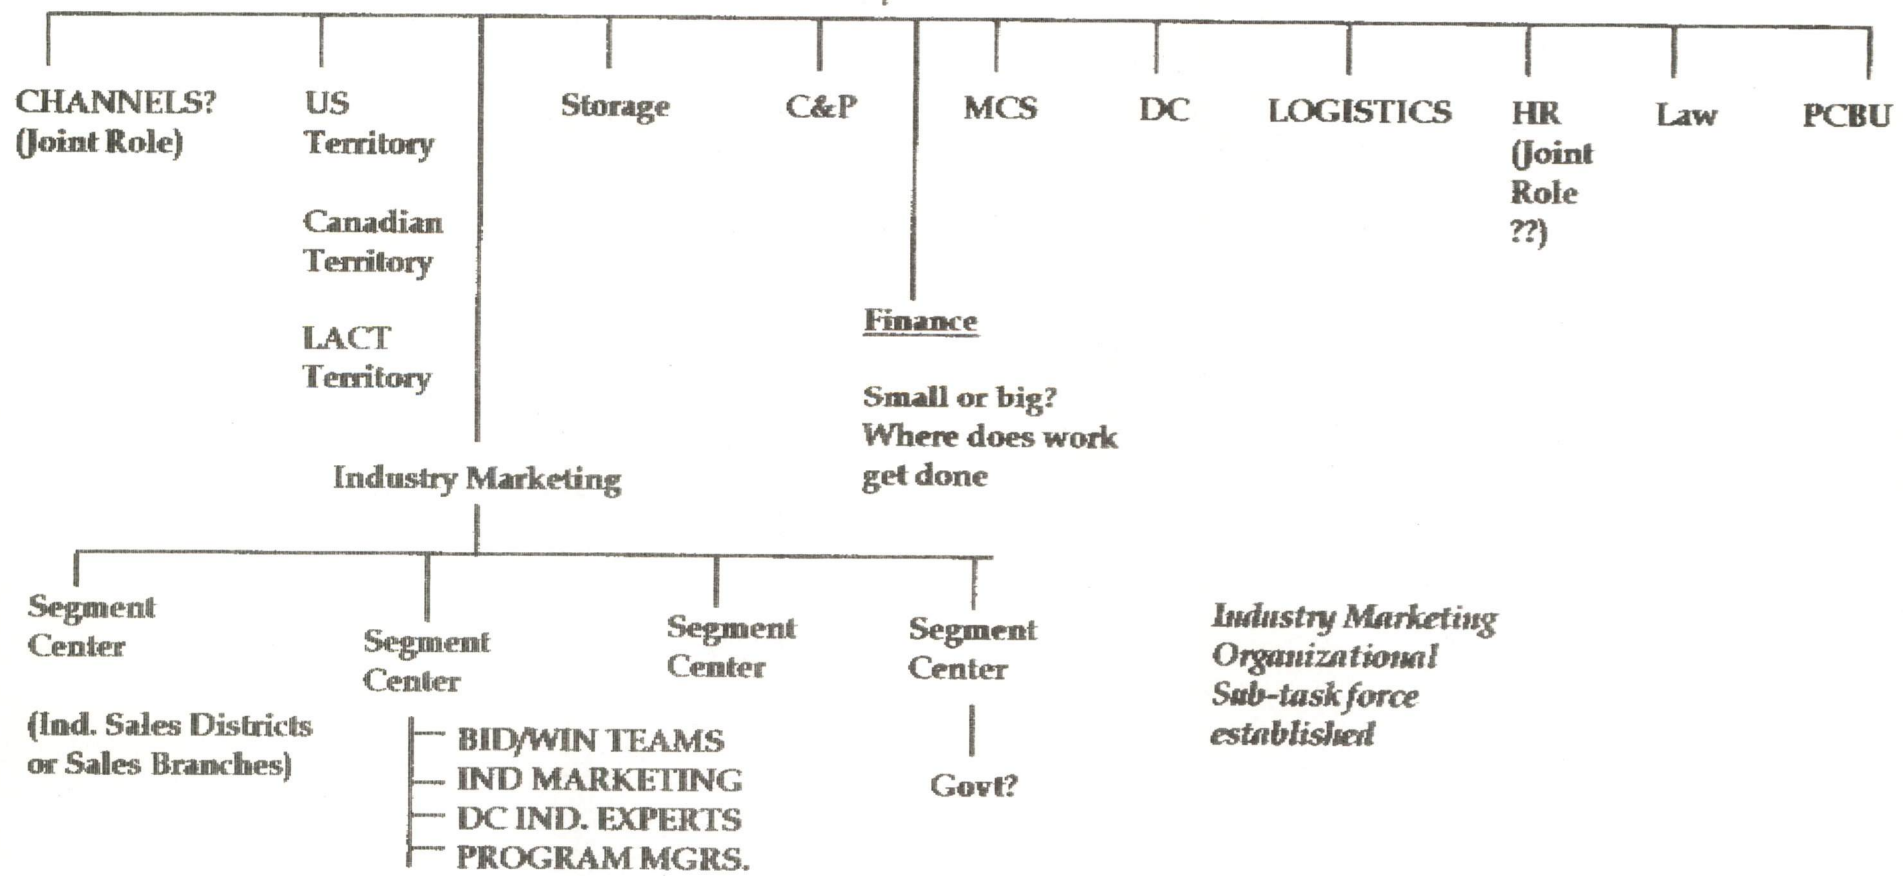 CHANNELS?
(Joint Role)
US
Territory
Canadian
Territory
LACT
Territory
Storage
C&P
MCS
DC
LOGISTICS
HR
(Joint
Role
??)
Law
PCBU
Finance
Small or big?
Where does work
get done
Industry Marketing
Segment
Center
(Ind. Sales Districts
or Sales Branches)
Segment
Center
BID/WIN TEAMS
IND MARKETING
DC IND. EXPERTS
PROGRAM MGRS.
Segment
Center
Segment
Center
Govt?
Industry Marketing
Organizational
Sub-task force
established